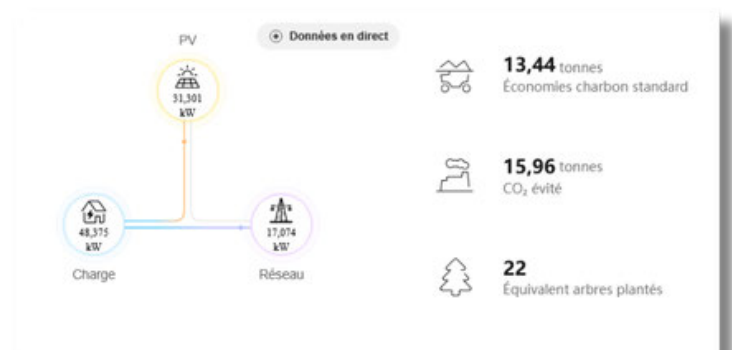 PV
Données en direct
31,301
kW
48,375
kW
Charge
17,074
kW
Réseau
13,44 tonnes
Économies charbon standard
15,96 tonnes
CO₂ évité
22
Équivalent arbres plantés